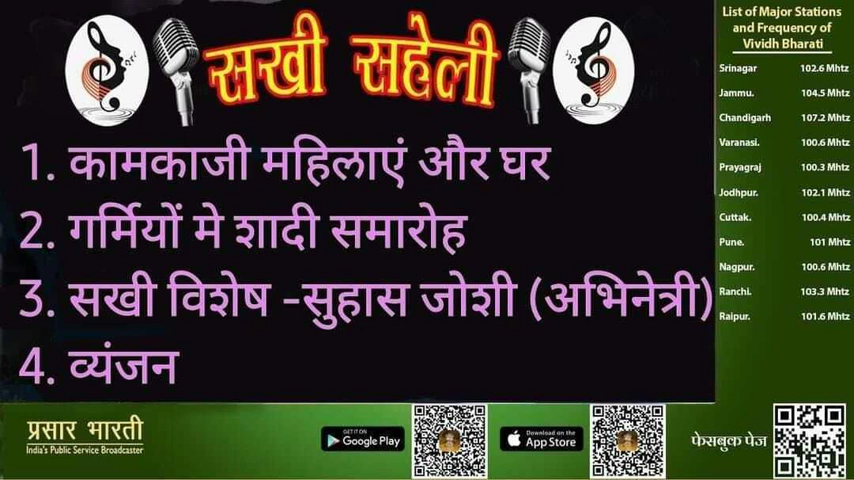 सखी सहेली
1. कामकाजी महिलाएं और घर
2. गर्मियों मे शादी समारोह
3. सखी विशेष -सुहास जोशी (अभिनेत्री)
4. व्यंजन
List of Major Stations
and Frequency of
Vividh Bharati
Srinagar 102.6 Mhtz
Jammu. 104.5 Mhtz
Chandigarh 107.2 Mhtz
Varanasi. 100.6 Mhtz
Prayagraj 100.3 Mhtz
Jodhpur. 102.1 Mhtz
Cuttak. 100.4 Mhtz
Pune. 101 Mhtz
Nagpur. 100.6 Mhtz
Ranchi. 103.3 Mhtz
Raipur. 101.6 Mhtz
प्रसार भारती
India's Public Service Broadcaster
GET IT ON
Google Play
Download on the
App Store
फेसबुक पेज